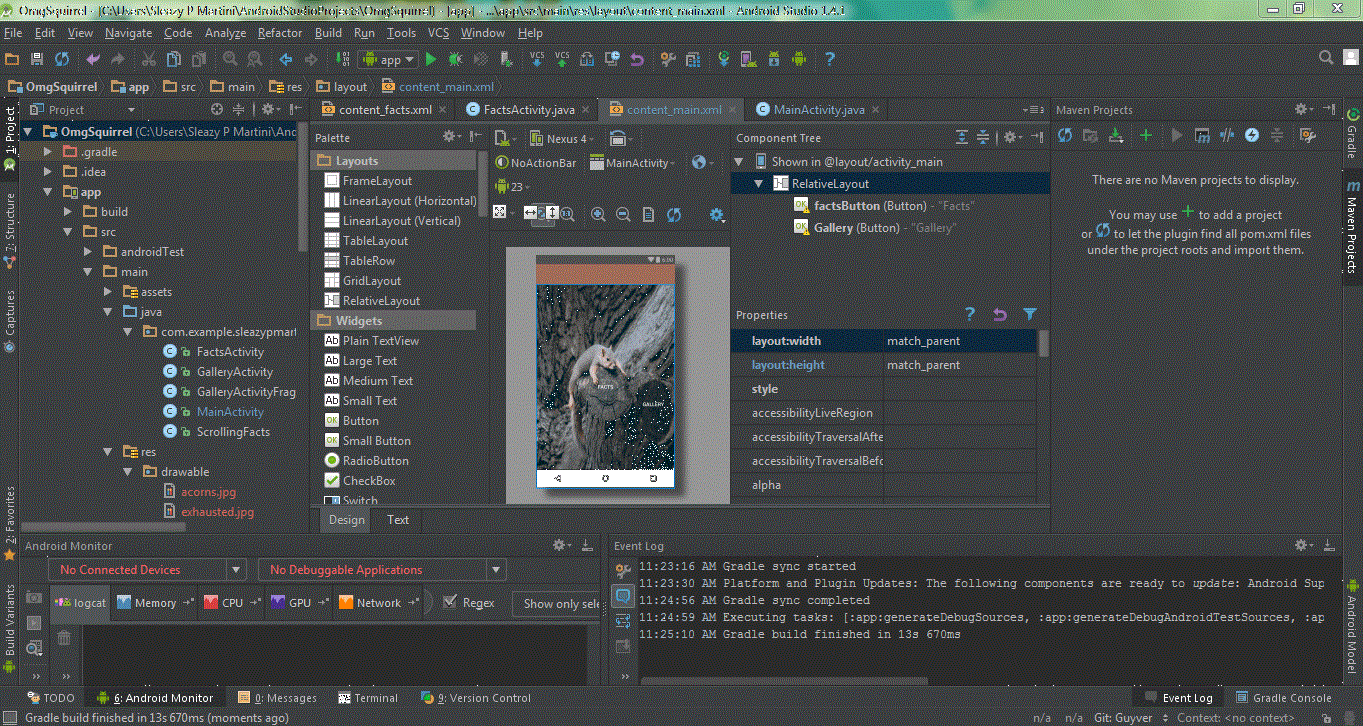 OmgSquirrel - [C:\Users\Sleazy P Martini\AndroidStudioProjects\OmgSquirrel] - [app] - ...\app\src\main\res\layout\content_main.xml - Android Studio 1.4.1
File Edit View Navigate Code Analyze Refactor Build Run Tools VCS Window Help
app
VCS VCS
OmgSquirrel app src main res layout content_main.xml
1: Project
7: Structure
Captures
2: Favorites
Build Variants
Project
OmgSquirrel (C:\Users\Sleazy P Martini\And
.gradle
.idea
app
build
src
androidTest
main
assets
java
com.example.sleazypmart
FactsActivity
GalleryActivity
GalleryActivityFrag
MainActivity
ScrollingFacts
res
drawable
acorns.jpg
exhausted.jpg
content_facts.xml FactsActivity.java content_main.xml MainActivity.java
Palette
Layouts
FrameLayout
LinearLayout (Horizontal)
LinearLayout (Vertical)
TableLayout
TableRow
GridLayout
RelativeLayout
Widgets
Ab Plain TextView
Ab Large Text
Ab Medium Text
Ab Small Text
OK Button
OK Small Button
RadioButton
CheckBox
Switch
Design Text
Nexus 4
NoActionBar MainActivity
23
6:00
FACTS
GALLERY
Component Tree
Shown in @layout/activity_main
RelativeLayout
OK factsButton (Button) - "Facts"
OK Gallery (Button) - "Gallery"
Properties
layout:width match_parent
layout:height match_parent
style
accessibilityLiveRegion
accessibilityTraversalAfte
accessibilityTraversalBefo
alpha
Maven Projects
There are no Maven projects to display.
You may use + to add a project
or to let the plugin find all pom.xml files
under the project roots and import them.
Gradle
Maven Projects
Android Model
Android Monitor
No Connected Devices No Debuggable Applications
logcat Memory CPU GPU Network Regex Show only sele
Event Log
11:23:16 AM Gradle sync started
11:23:30 AM Platform and Plugin Updates: The following components are ready to update: Android Sup
11:24:56 AM Gradle sync completed
11:24:59 AM Executing tasks: [:app:generateDebugSources, :app:generateDebugAndroidTestSources, :ap
11:25:10 AM Gradle build finished in 13s 670ms
TODO 6: Android Monitor 0: Messages Terminal 9: Version Control Event Log Gradle Console
Gradle build finished in 13s 670ms (moments ago) n/a n/a Git: Guyver Context: <no context>